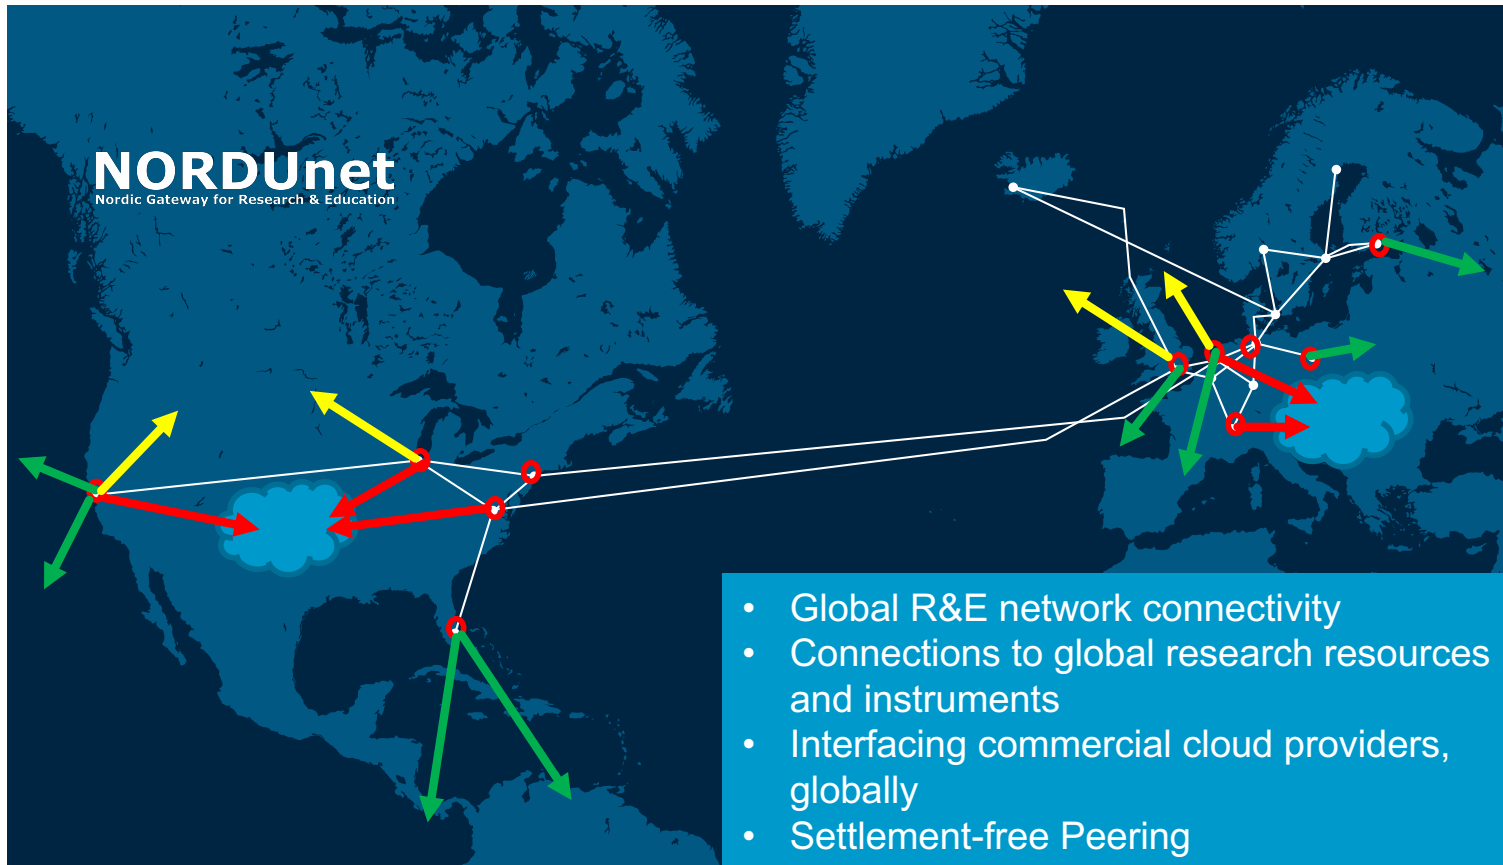 NORDUnet
Nordic Gateway for Research & Education
• Global R&E network connectivity
• Connections to global research resources
and instruments
• Interfacing commercial cloud providers,
globally
• Settlement-free Peering